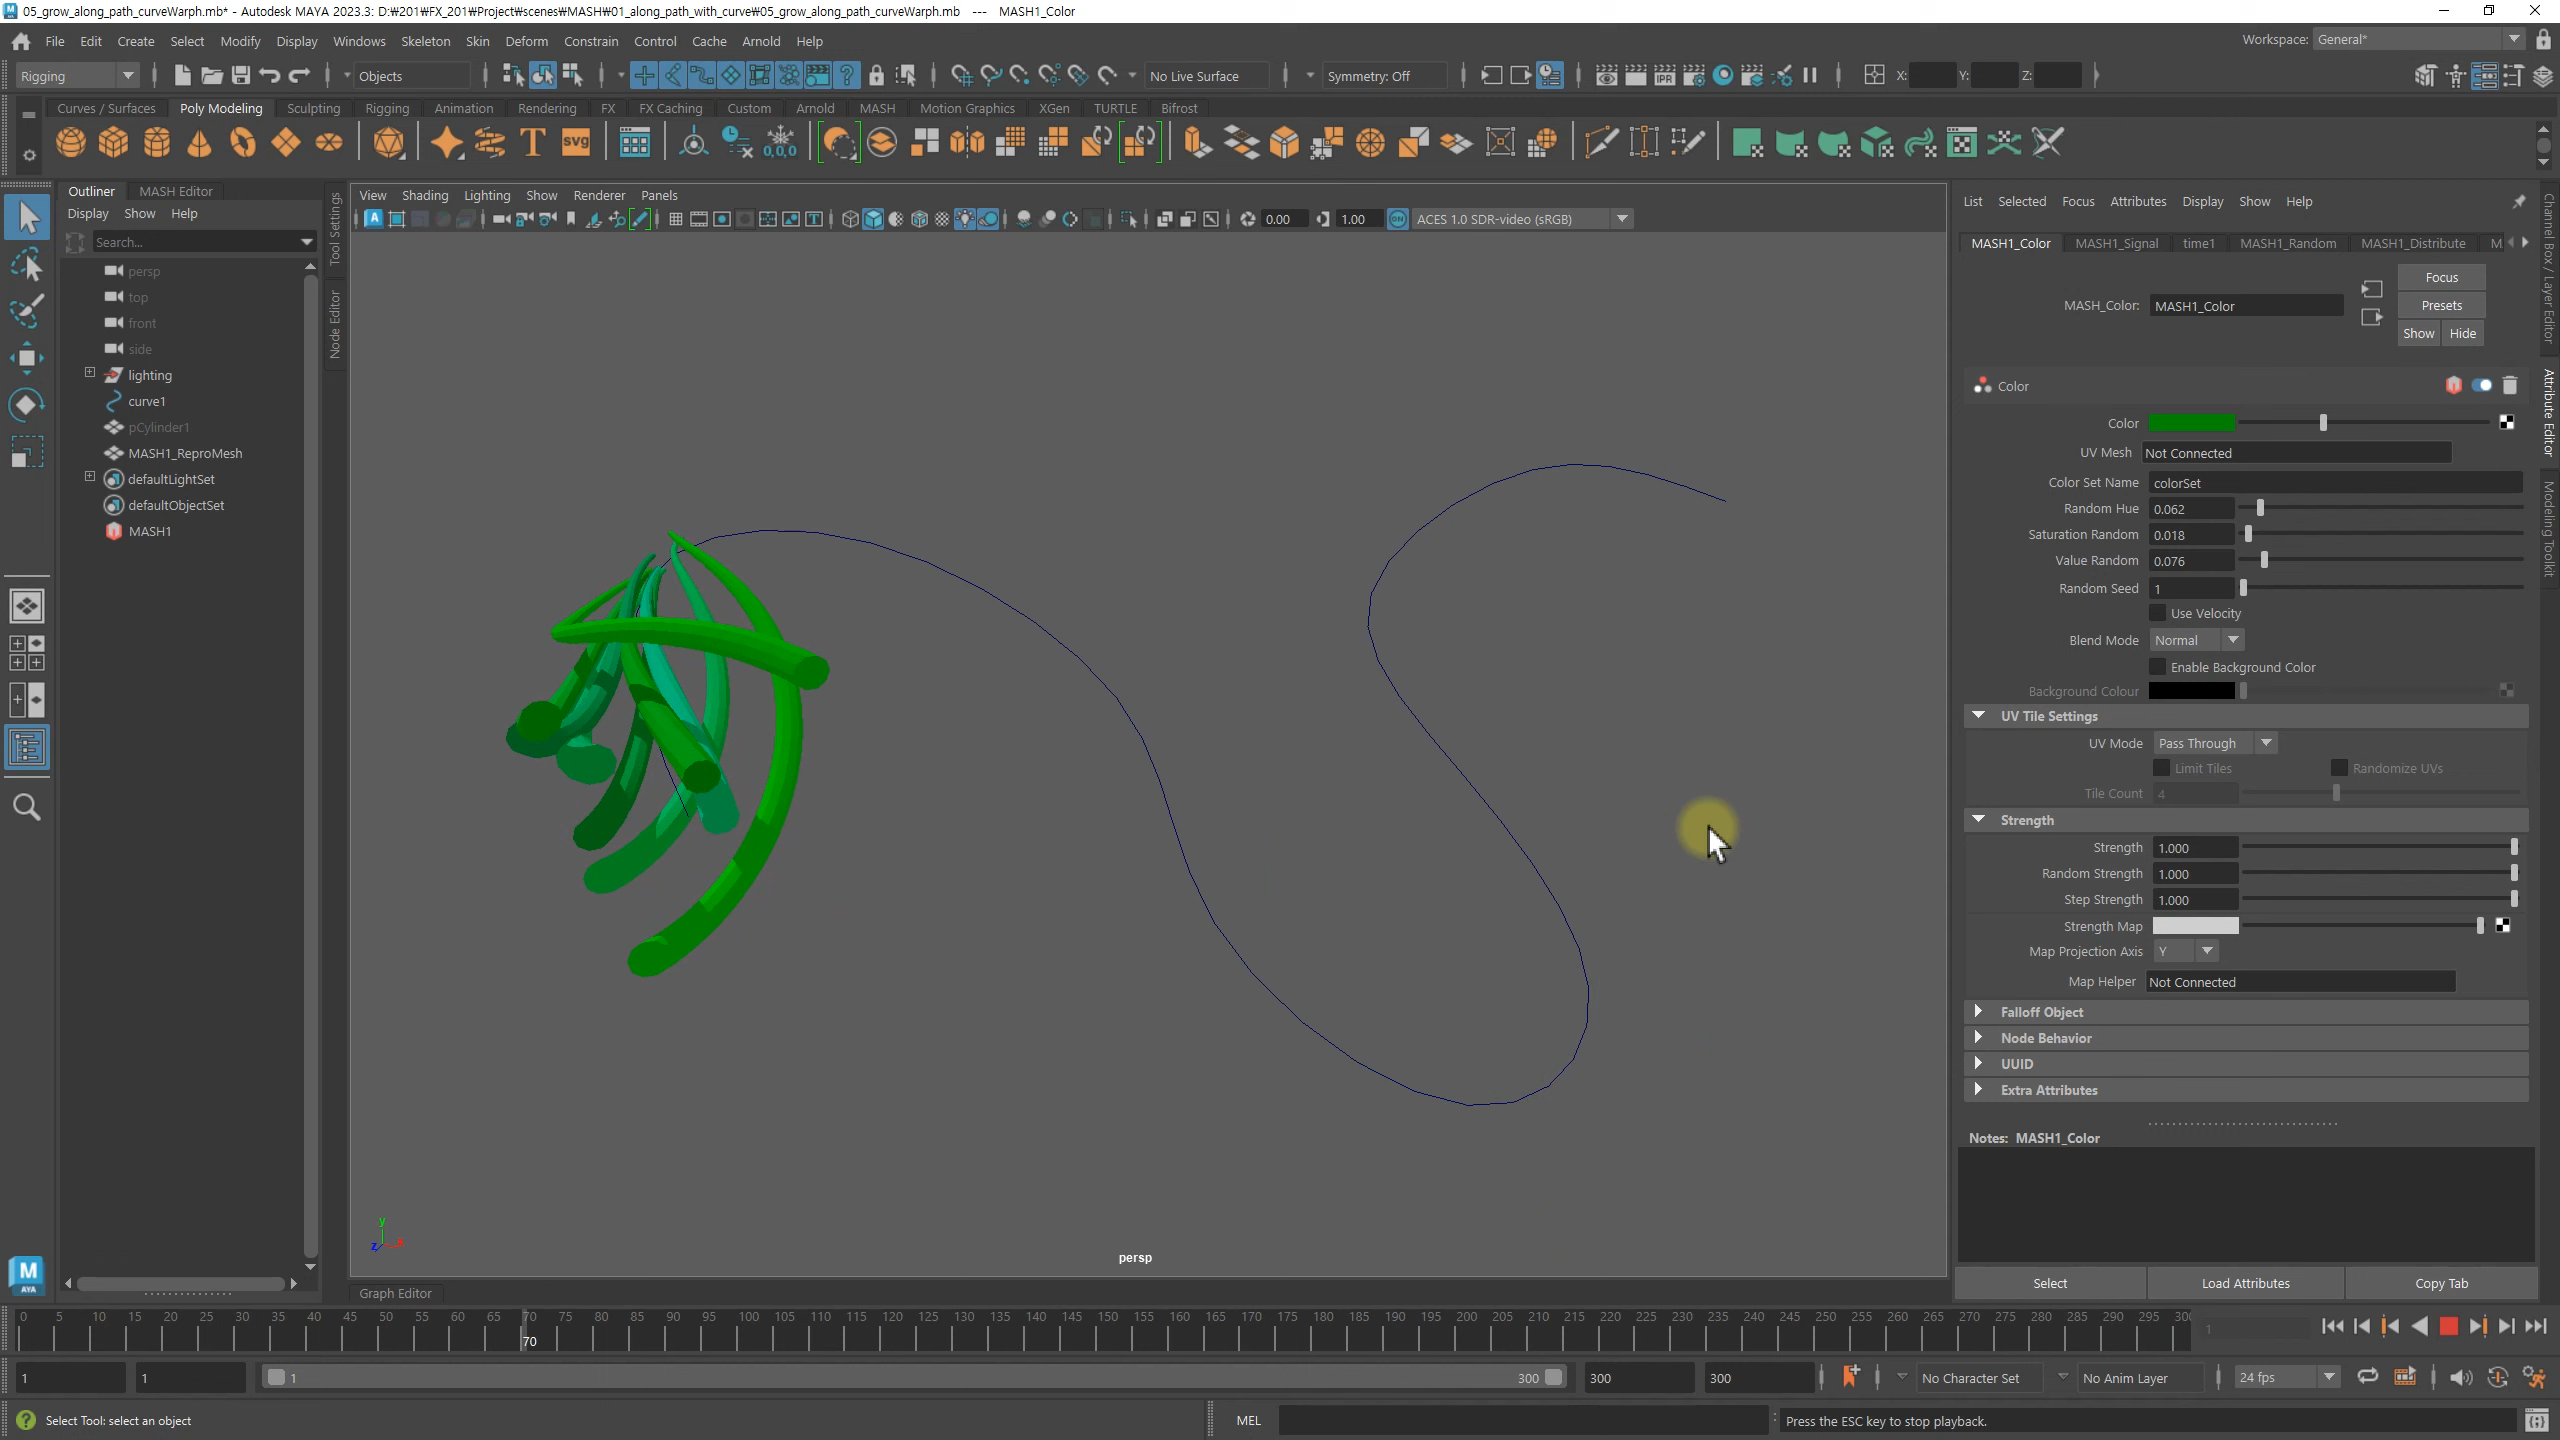 05_grow_along_path_curveWarph.mb* - Autodesk MAYA 2023.3: D:₩201₩FX_201₩Project₩scenes₩MASH₩01_along_path_with_curve₩05_grow_along_path_curveWarph.mb --- MASH1_Color
File Edit Create Select Modify Display Windows Skeleton Skin Deform Constrain Control Cache Arnold Help
Workspace: General*
Rigging Objects No Live Surface Symmetry: Off X: Y: Z:
Curves / Surfaces Poly Modeling Sculpting Rigging Animation Rendering FX FX Caching Custom Arnold MASH Motion Graphics XGen TURTLE Bifrost
Outliner MASH Editor
Display Show Help
Search...
persp
top
front
side
lighting
curve1
pCylinder1
MASH1_ReproMesh
defaultLightSet
defaultObjectSet
MASH1
Tool Settings
Node Editor
View Shading Lighting Show Renderer Panels
0.00 1.00 ACES 1.0 SDR-video (sRGB)
y
z
persp
Graph Editor
List Selected Focus Attributes Display Show Help
MASH1_Color MASH1_Signal time1 MASH1_Random MASH1_Distribute M
Focus
MASH_Color: MASH1_Color
Presets
Show Hide
Color
Color
UV Mesh Not Connected
Color Set Name colorSet
Random Hue 0.062
Saturation Random 0.018
Value Random 0.076
Random Seed 1
Use Velocity
Blend Mode Normal
Enable Background Color
Background Colour
UV Tile Settings
UV Mode Pass Through
Limit Tiles Randomize UVs
Tile Count 4
Strength
Strength 1.000
Random Strength 1.000
Step Strength 1.000
Strength Map
Map Projection Axis Y
Map Helper Not Connected
Falloff Object
Node Behavior
UUID
Extra Attributes
Notes: MASH1_Color
Select Load Attributes Copy Tab
Channel Box / Layer Editor
Attribute Editor
Modeling Toolkit
0 5 10 15 20 25 30 35 40 45 50 55 60 65 70 75 80 85 90 95 100 105 110 115 120 125 130 135 140 145 150 155 160 165 170 175 180 185 190 195 200 205 210 215 220 225 230 235 240 245 250 255 260 265 270 275 280 285 290 295 300
70
1
1 1 1 300 300 300 No Character Set No Anim Layer 24 fps
Select Tool: select an object
MEL
Press the ESC key to stop playback.